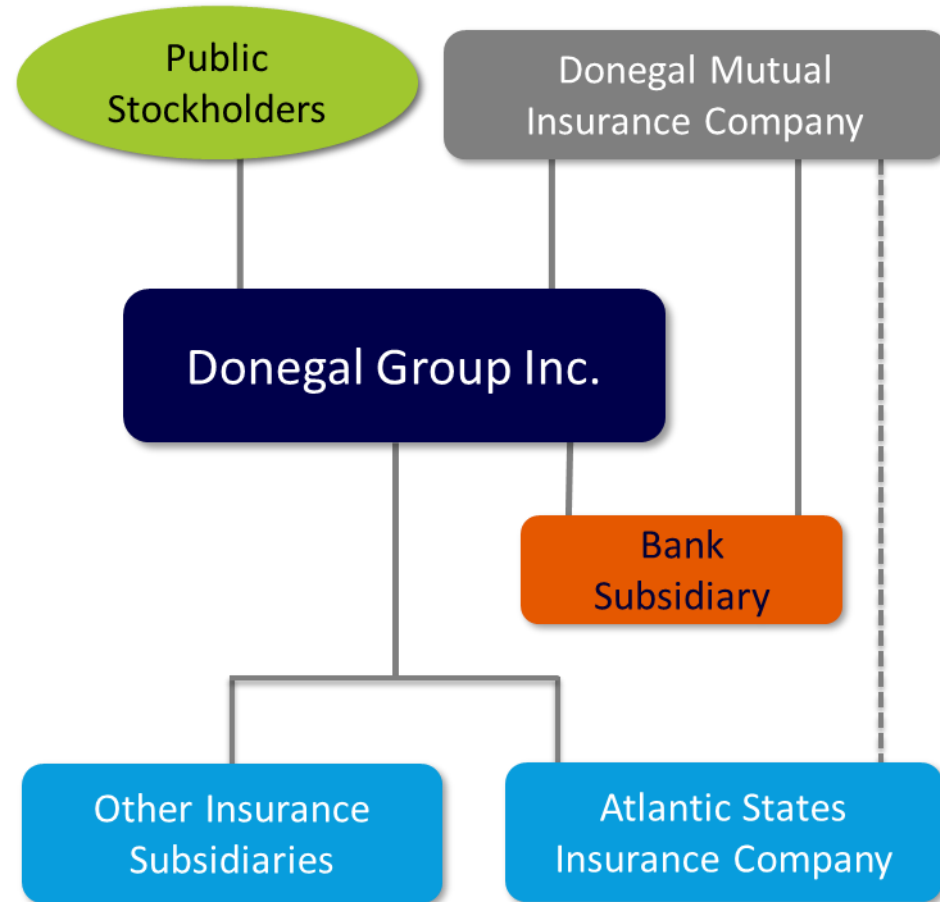 Public
Stockholders
Donegal Mutual
Insurance Company
Donegal Group Inc.
Bank
Subsidiary
Other Insurance
Subsidiaries
Atlantic States
Insurance Company